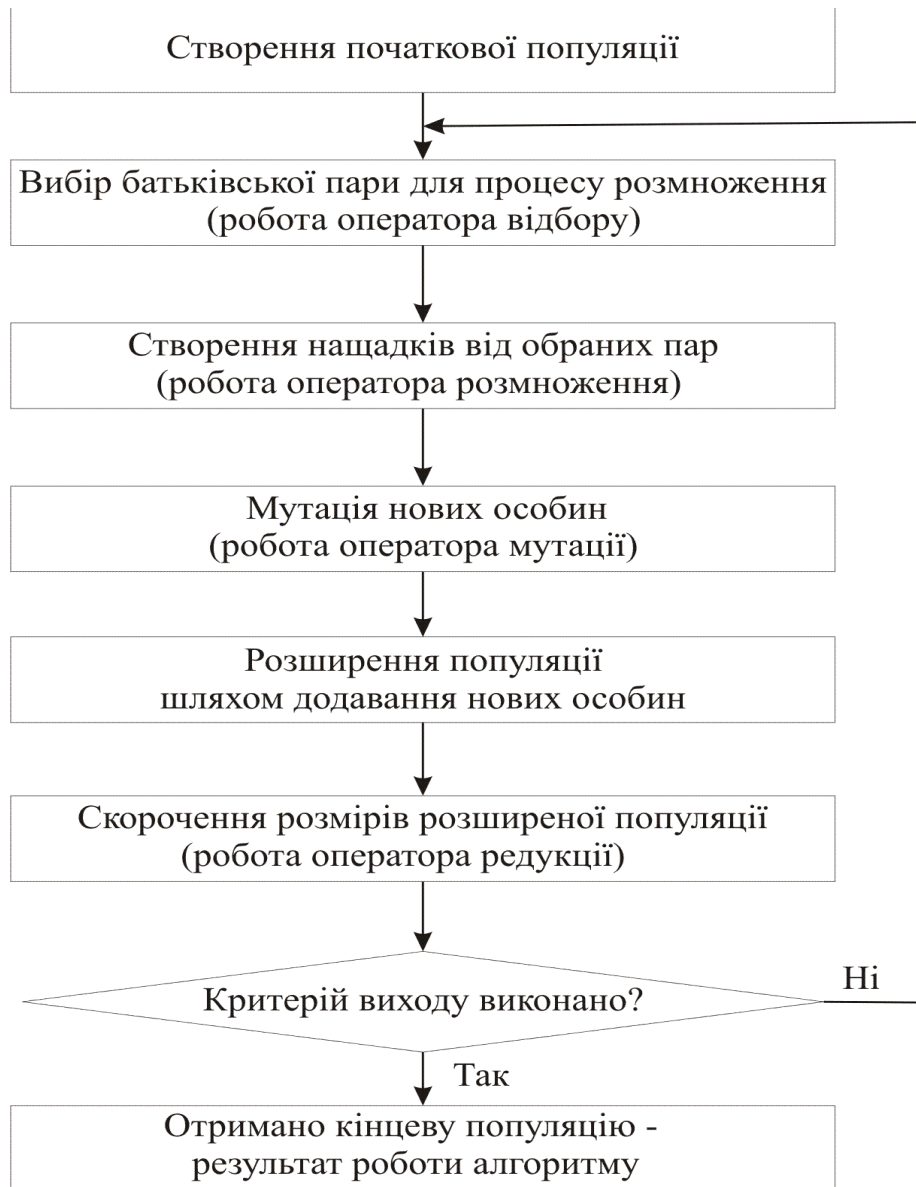 Створення початкової популяції
Вибір батьківської пари для процесу розмноження
(робота оператора відбору)
Створення нащадків від обраних пар
(робота оператора розмноження)
Мутація нових особин
(робота оператора мутації)
Розширення популяції
шляхом додавання нових особин
Скорочення розмірів розширеної популяції
(робота оператора редукції)
Критерій виходу виконано?
Ні
Так
Отримано кінцеву популяцію -
результат роботи алгоритму